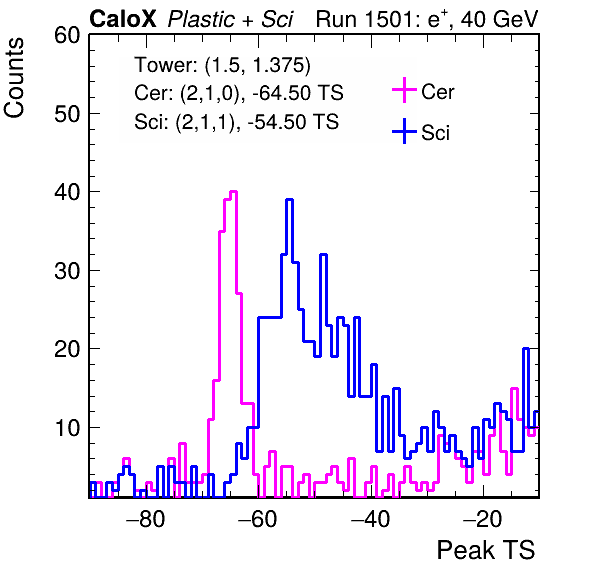 CaloX Plastic + Sci Run 1501: e⁺, 40 GeV
Counts
60
50
40
30
20
10
Tower: (1.5, 1.375)
Cer: (2,1,0), -64.50 TS
Sci: (2,1,1), -54.50 TS
Cer
Sci
−80 −60 −40 −20
Peak TS